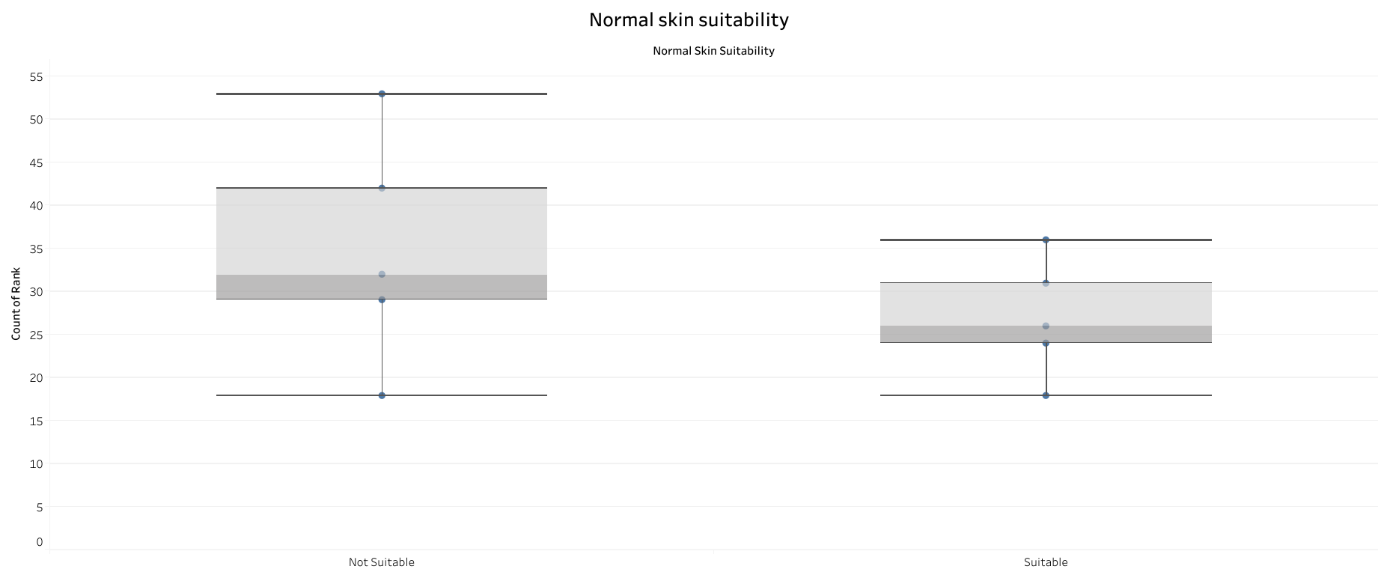 Normal skin suitability
Normal Skin Suitability
55
50
45
40
35
30
25
20
15
10
5
0
Count of Rank
Not Suitable
Suitable